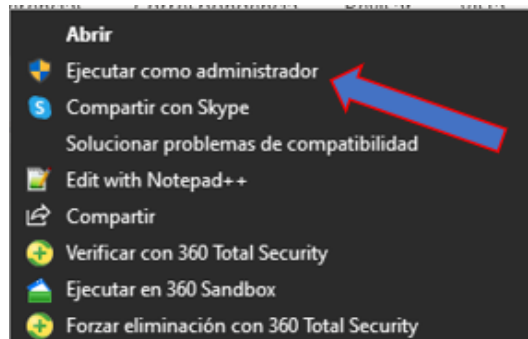 Abrir
Ejecutar como administrador
Compartir con Skype
Solucionar problemas de compatibilidad
Edit with Notepad++
Compartir
Verificar con 360 Total Security
Ejecutar en 360 Sandbox
Forzar eliminación con 360 Total Security